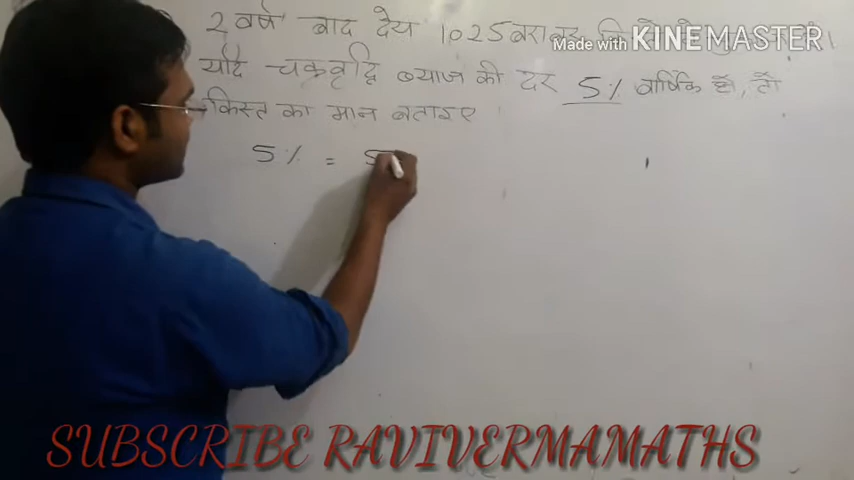 2 वर्ष बाद देय 1025 बराबर
Made with KINEMASTER
यदि चक्रवृद्धि ब्याज की दर 5% वार्षिक हो, तो
किस्त का मान बताइए
5% = 5
SUBSCRIBE: RAVIVERMAMATHS